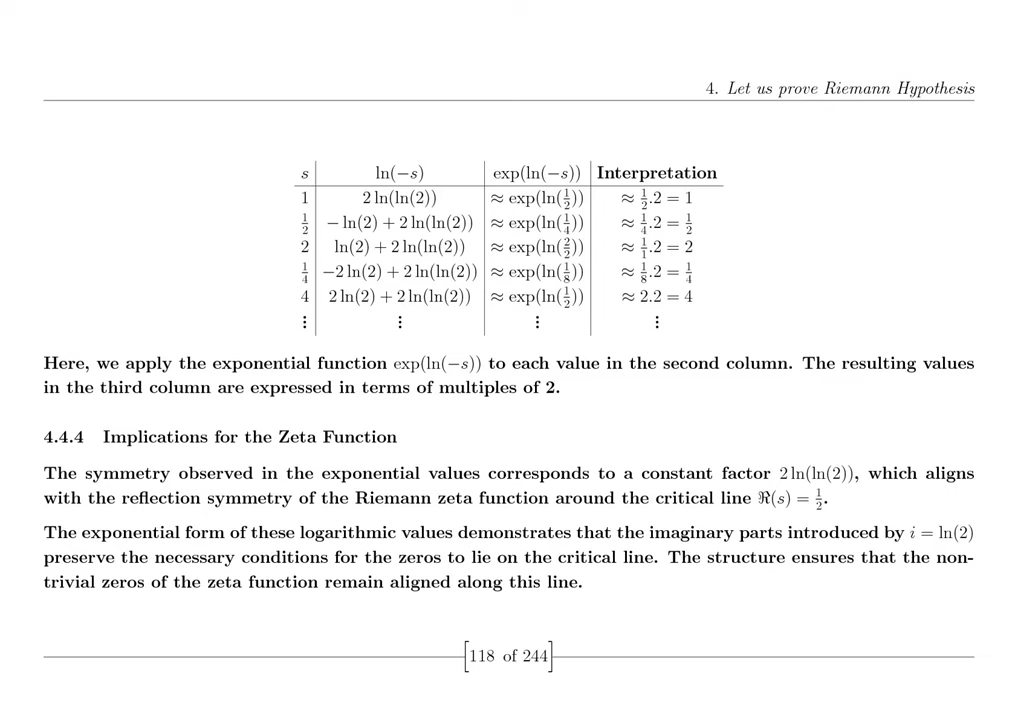 4. Let us prove Riemann Hypothesis
s | ln(−s) | exp(ln(−s)) | Interpretation
1 | 2 ln(ln(2)) | ≈ exp(ln(1/2)) | ≈ 1/2.2 = 1
1/2 | − ln(2) + 2 ln(ln(2)) | ≈ exp(ln(1/4)) | ≈ 1/4.2 = 1/2
2 | ln(2) + 2 ln(ln(2)) | ≈ exp(ln(2/2)) | ≈ 1/1.2 = 2
1/4 | −2 ln(2) + 2 ln(ln(2)) | ≈ exp(ln(1/8)) | ≈ 1/8.2 = 1/4
4 | 2 ln(2) + 2 ln(ln(2)) | ≈ exp(ln(1/2)) | ≈ 2.2 = 4
⋮ | ⋮ | ⋮ | ⋮
Here, we apply the exponential function exp(ln(−s)) to each value in the second column. The resulting values
in the third column are expressed in terms of multiples of 2.
4.4.4 Implications for the Zeta Function
The symmetry observed in the exponential values corresponds to a constant factor 2 ln(ln(2)), which aligns
with the reflection symmetry of the Riemann zeta function around the critical line ℜ(s) = 1/2.
The exponential form of these logarithmic values demonstrates that the imaginary parts introduced by i = ln(2)
preserve the necessary conditions for the zeros to lie on the critical line. The structure ensures that the non-
trivial zeros of the zeta function remain aligned along this line.
[118 of 244]